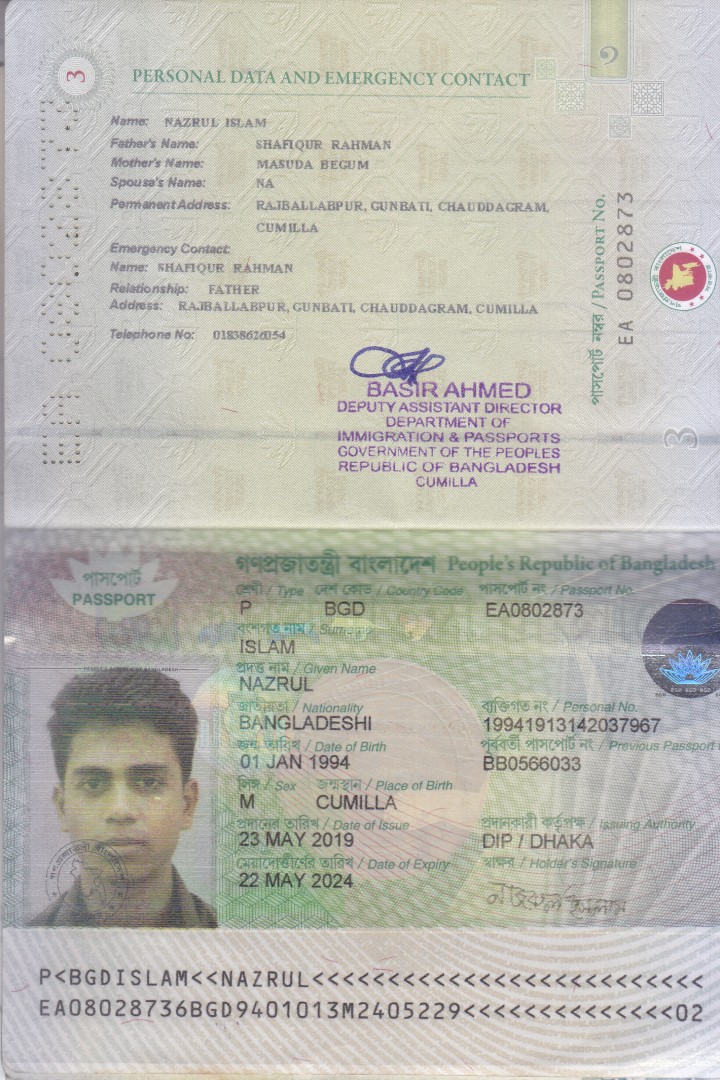 3
PERSONAL DATA AND EMERGENCY CONTACT
Name: NAZRUL ISLAM
Father's Name: SHAFIQUR RAHMAN
Mother's Name: MASUDA BEGUM
Spouse's Name: NA
Permanent Address: RAJBALLABPUR, GUNBATI, CHAUDDAGRAM,
CUMILLA
Emergency Contact:
Name: SHAFIQUR RAHMAN
Relationship: FATHER
Address: RAJBALLABPUR, GUNBATI, CHAUDDAGRAM, CUMILLA
Telephone No: 01838626054
BASIR AHMED
DEPUTY ASSISTANT DIRECTOR
DEPARTMENT OF
IMMIGRATION & PASSPORTS
GOVERNMENT OF THE PEOPLES
REPUBLIC OF BANGLADESH
CUMILLA
পাসপোর্ট নম্বর / PASSPORT No.
EA 0802873
3
গণপ্রজাতন্ত্রী বাংলাদেশ People's Republic of Bangladesh
পাসপোর্ট
PASSPORT
শ্রেণী / Type দেশ কোড / Country Code পাসপোর্ট নং / Passport No.
P BGD EA0802873
বংশগত নাম / Surname
ISLAM
প্রদত্ত নাম / Given Name
NAZRUL
জাতীয়তা / Nationality ব্যক্তিগত নং / Personal No.
BANGLADESHI 19941913142037967
জন্ম তারিখ / Date of Birth পূর্ববর্তী পাসপোর্ট নং / Previous Passport
01 JAN 1994 BB0566033
লিঙ্গ / Sex জন্মস্থান / Place of Birth
M CUMILLA
প্রদানের তারিখ / Date of Issue প্রদানকারী কর্তৃপক্ষ / Issuing Authority
23 MAY 2019 DIP / DHAKA
মেয়াদোত্তীর্ণের তারিখ / Date of Expiry স্বাক্ষর / Holder's Signature
22 MAY 2024
নাজরুল ইসলাম
P<BGDISLAM<<NAZRUL<<<<<<<<<<<<<<<<<<<<<<<<<<
EA08028736BGD9401013M2405229<<<<<<<<<<<<<<02